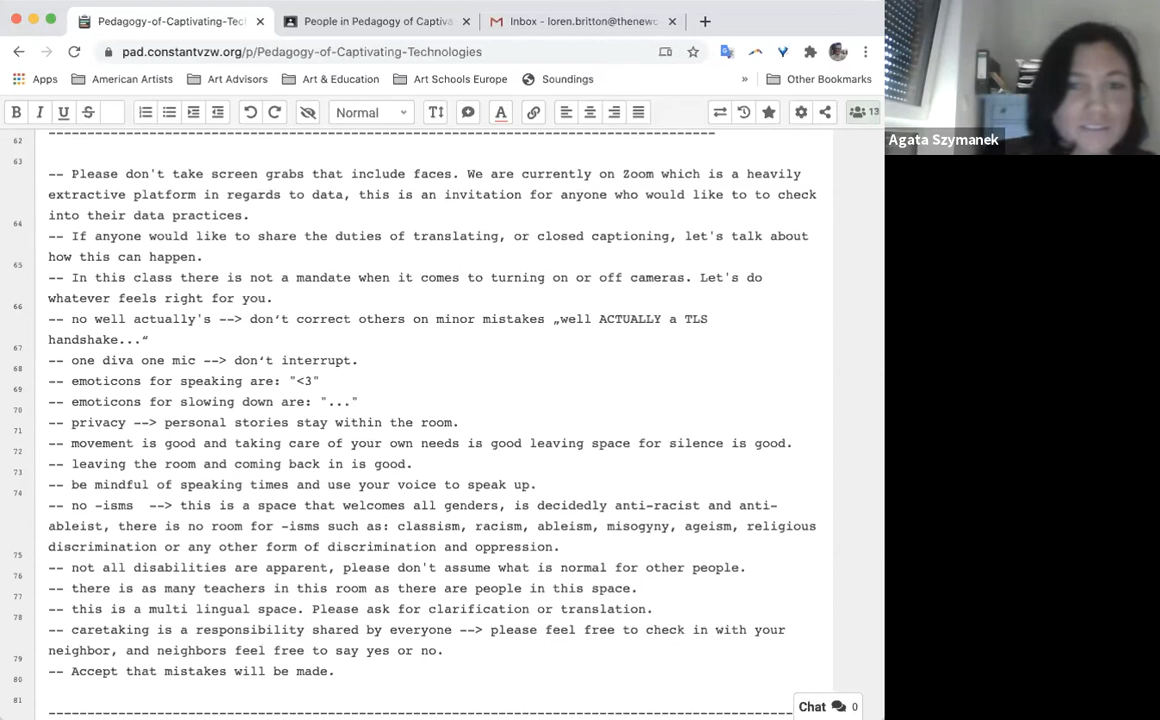 Pedagogy-of-Captivating-Tec
People in Pedagogy of Captiva
Inbox - loren.britton@thenewc
pad.constantvzw.org/p/Pedagogy-of-Captivating-Technologies
Apps American Artists Art Advisors Art & Education Art Schools Europe Soundings » Other Bookmarks
B I U S Normal 13
Agata Szymanek
62 ----------------------------------------------------------------------------------------
63
-- Please don't take screen grabs that include faces. We are currently on Zoom which is a heavily
extractive platform in regards to data, this is an invitation for anyone who would like to to check
into their data practices.
64
-- If anyone would like to share the duties of translating, or closed captioning, let's talk about
how this can happen.
65
-- In this class there is not a mandate when it comes to turning on or off cameras. Let's do
whatever feels right for you.
66
-- no well actually's --> don‘t correct others on minor mistakes „well ACTUALLY a TLS
handshake...“
67
-- one diva one mic --> don‘t interrupt.
68
-- emoticons for speaking are: "<3"
69
-- emoticons for slowing down are: "..."
70
-- privacy --> personal stories stay within the room.
71
-- movement is good and taking care of your own needs is good leaving space for silence is good.
72
-- leaving the room and coming back in is good.
73
-- be mindful of speaking times and use your voice to speak up.
74
-- no -isms  --> this is a space that welcomes all genders, is decidedly anti-racist and anti-
ableist, there is no room for -isms such as: classism, racism, ableism, misogyny, ageism, religious
discrimination or any other form of discrimination and oppression.
75
-- not all disabilities are apparent, please don't assume what is normal for other people.
76
-- there is as many teachers in this room as there are people in this space.
77
-- this is a multi lingual space. Please ask for clarification or translation.
78
-- caretaking is a responsibility shared by everyone --> please feel free to check in with your
neighbor, and neighbors feel free to say yes or no.
79
-- Accept that mistakes will be made.
80
81
----------------------------------------------------------------------------------------
Chat 0